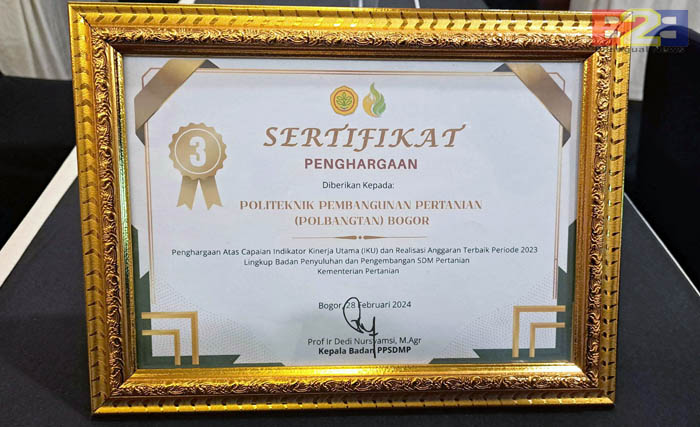 B2B
3
SERTIFIKAT
PENGHARGAAN
Diberikan Kepada:
POLITEKNIK PEMBANGUNAN PERTANIAN
(POLBANGTAN) BOGOR
Penghargaan Atas Capaian Indikator Kinerja Utama (IKU) dan Realisasi Anggaran Terbaik Periode 2023
Lingkup Badan Penyuluhan dan Pengembangan SDM Pertanian
Kementerian Pertanian
Bogor, 28 Februari 2024
Prof Ir Dedi Nursyamsi, M.Agr
Kepala Badan PPSDMP